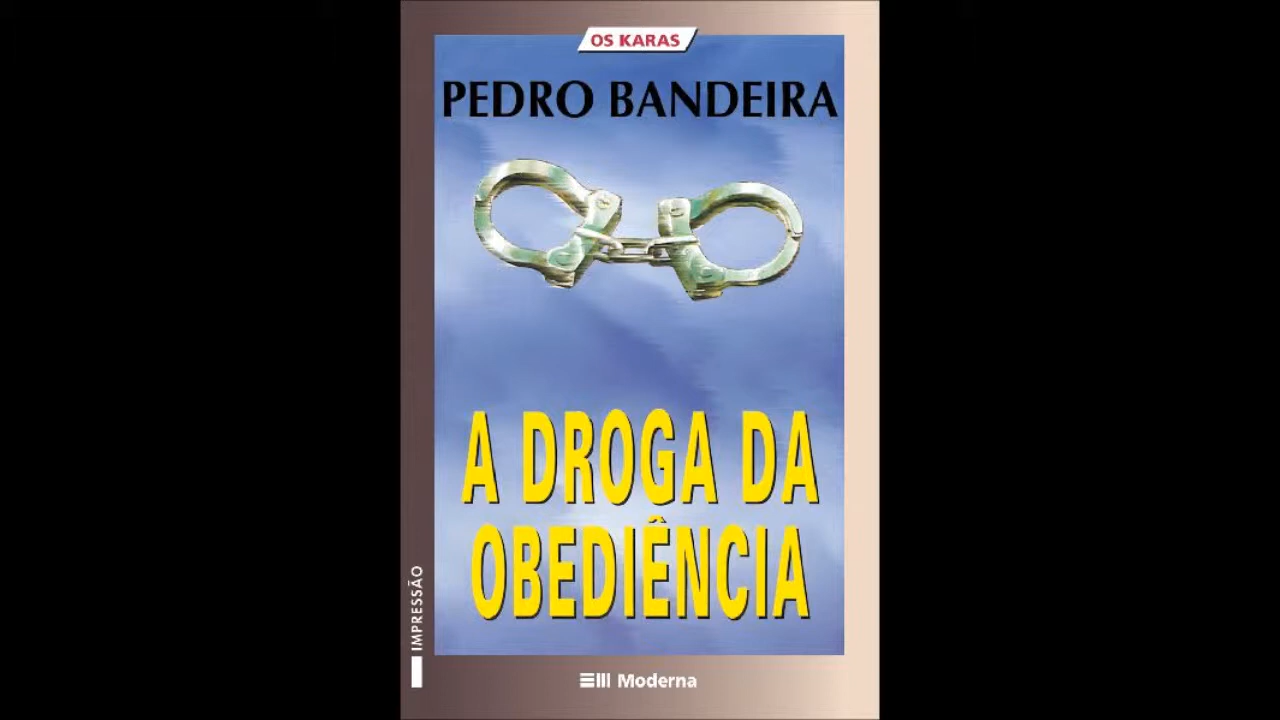 OS KARAS
PEDRO BANDEIRA
A DROGA DA
OBEDIÊNCIA
IMPRESSÃO
Moderna